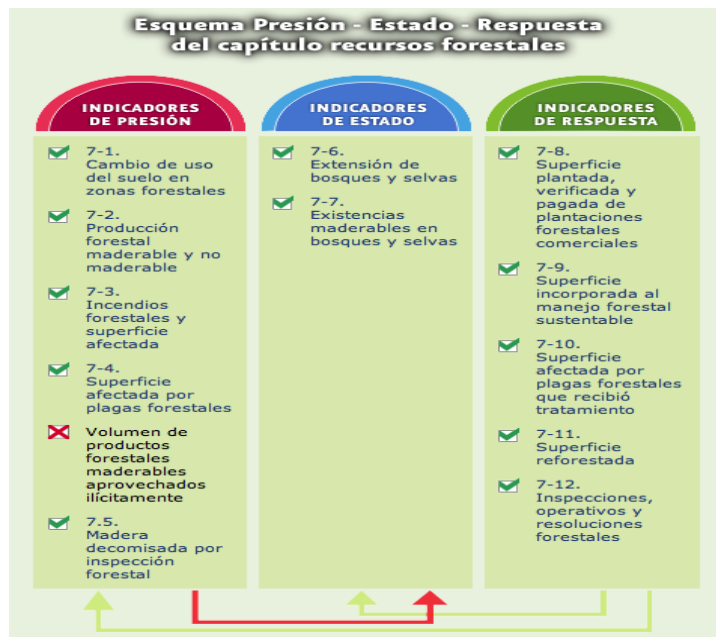 Esquema Presión - Estado - Respuesta
del capítulo recursos forestales
INDICADORES
DE PRESIÓN
7-1.
Cambio de uso
del suelo en
zonas forestales
7-2.
Producción
forestal
maderable y no
maderable
7-3.
Incendios
forestales y
superficie
afectada
7-4.
Superficie
afectada por
plagas forestales
Volumen de
productos
forestales
maderables
aprovechados
ilícitamente
7.5.
Madera
decomisada por
inspección
forestal
INDICADORES
DE ESTADO
7-6.
Extensión de
bosques y selvas
7-7.
Existencias
maderables en
bosques y selvas
INDICADORES
DE RESPUESTA
7-8.
Superficie
plantada,
verificada y
pagada de
plantaciones
forestales
comerciales
7-9.
Superficie
incorporada al
manejo forestal
sustentable
7-10.
Superficie
afectada por
plagas forestales
que recibió
tratamiento
7-11.
Superficie
reforestada
7-12.
Inspecciones,
operativos y
resoluciones
forestales